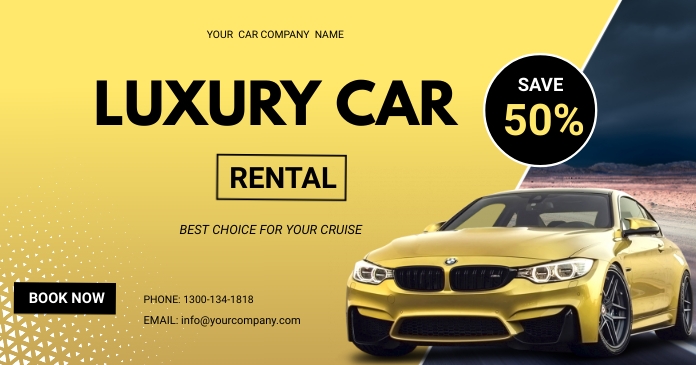 YOUR CAR COMPANY NAME
LUXURY CAR
SAVE
50%
RENTAL
BEST CHOICE FOR YOUR CRUISE
BOOK NOW
PHONE: 1300-134-1818
EMAIL: info@yourcompany.com